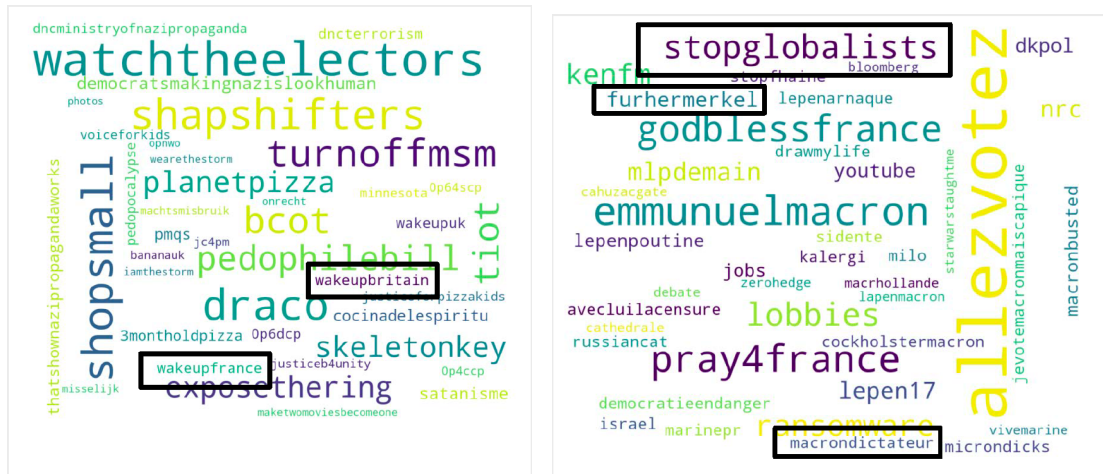 dncministryofnazipropaganda
dncterrorism
watchtheelectors
democratsmakingnazislookhuman
photos
shapshifters
voiceforkids
opnwo
wearethestorm
turnoffmsm
thatshownazipropagandaworks
shopsmall
pedopocalypse
planetpizza
minnesota
0p64scp
onrecht
machtsmisbruik
bcot
wakeupuk
tiot
pmqs
jc4pm
bananauk
iamthestorm
pedophilebill
wakeupbritain
justiceforpizzakids
draco
cocinadelespiritu
3montholdpizza
0p6dcp
skeletonkey
wakeupfrance
justiceb4unity
0p4ccp
misselijk
exposethering
satanisme
maketwomoviesbecomeone
stopglobalists
bloomberg
dkpol
kenfm
stopfhaine
furhermerkel
lepenarnaque
nrc
godblessfrance
drawmylife
allezvotez
mlpdemain
youtube
cahuzacgate
starwarstaughtme
jevotemacronmaiscapique
macronbusted
emmunuelmacron
lepenpoutine
sidente
kalergi
milo
jobs
zerohedge
macrhollande
debate
lapenmacron
avecluilacensure
lobbies
cathedrale
russiancat
cockholstermacron
pray4france
lepen17
democratieendanger
israel
marinepr
ransomware
vivemarine
macrondictateur
microndicks